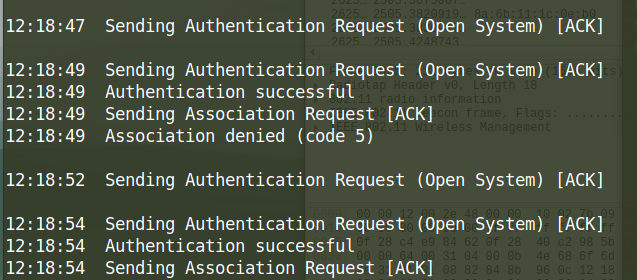 12:18:47  Sending Authentication Request (Open System) [ACK]
12:18:49  Sending Authentication Request (Open System) [ACK]
12:18:49  Authentication successful
12:18:49  Sending Association Request [ACK]
12:18:49  Association denied (code 5)
12:18:52  Sending Authentication Request (Open System) [ACK]
12:18:54  Sending Authentication Request (Open System) [ACK]
12:18:54  Authentication successful
12:18:54  Sending Association Request [ACK]